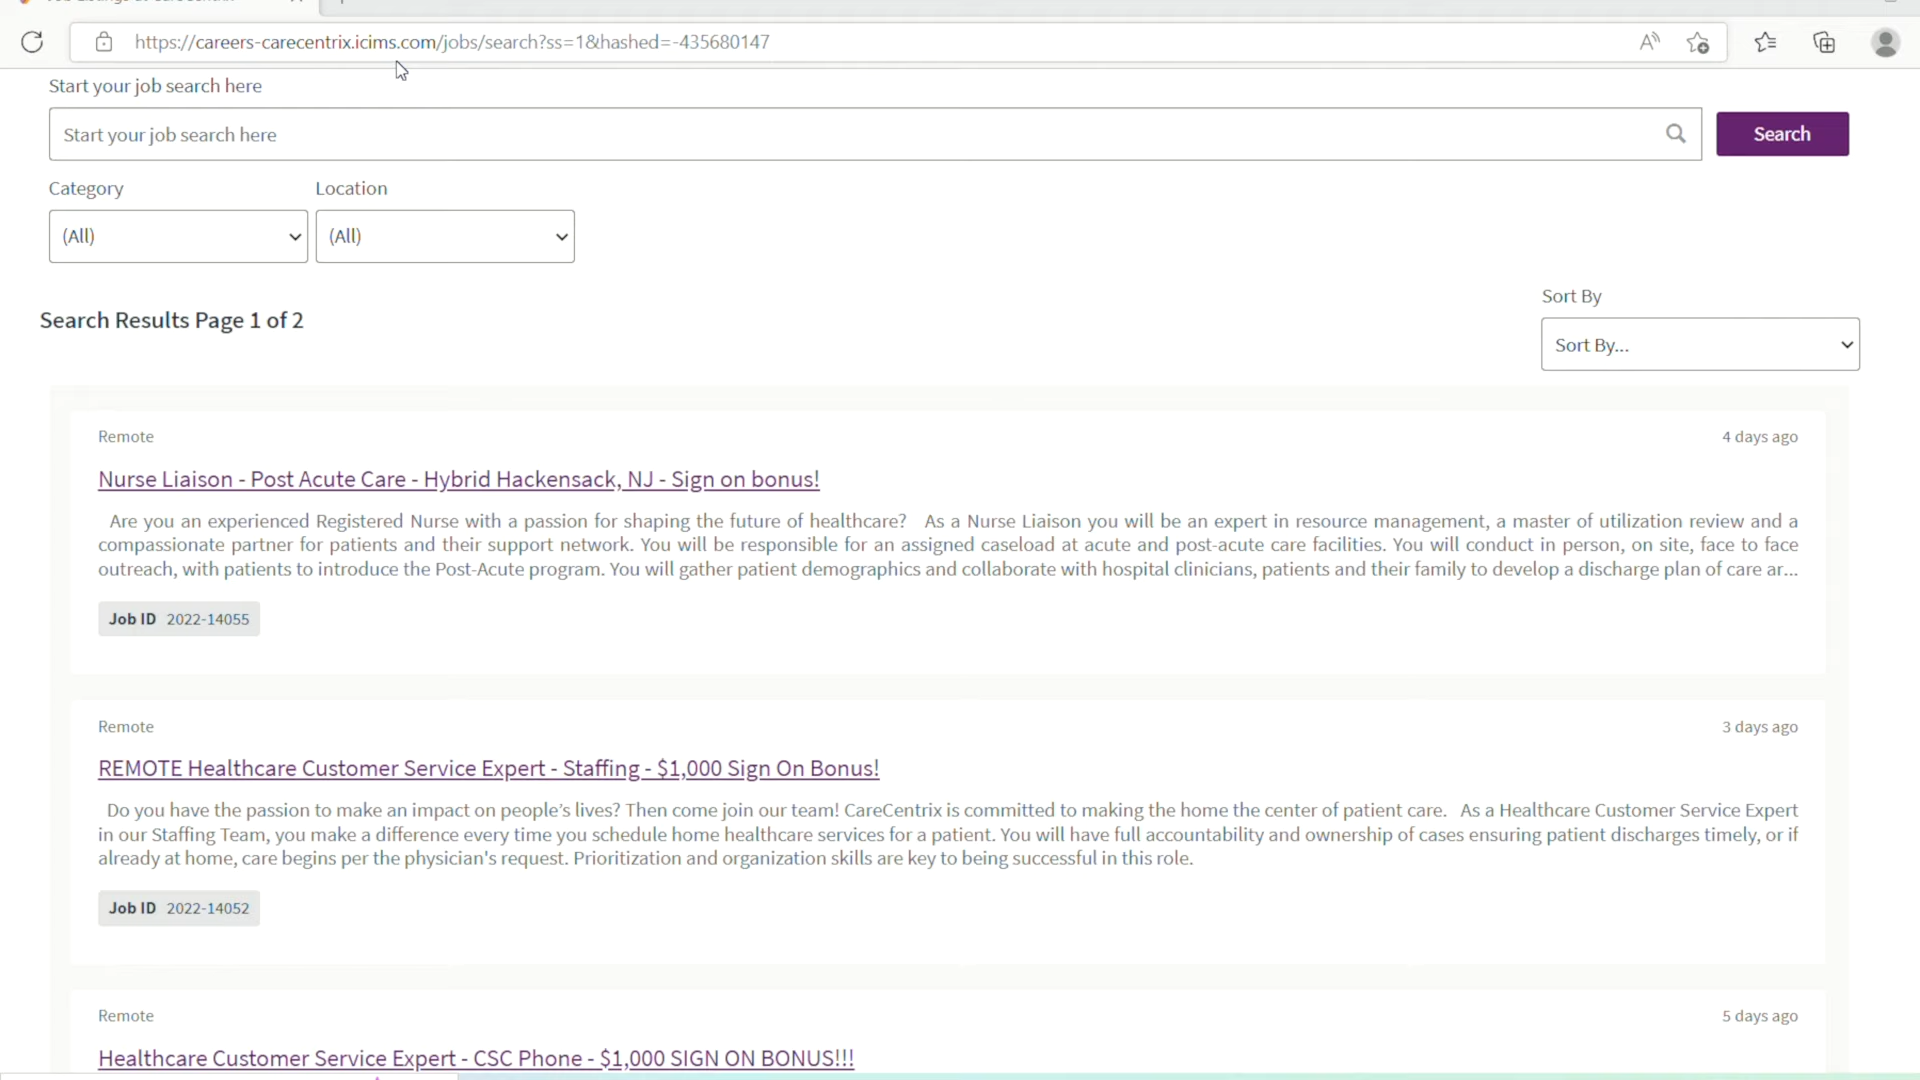 https://careers-carecentrix.icims.com/jobs/search?ss=1&hashed=-435680147
Start your job search here
Start your job search here
Search
Category
Location
(All)
(All)
Sort By
Search Results Page 1 of 2
Sort By...
Remote
4 days ago
Nurse Liaison - Post Acute Care - Hybrid Hackensack, NJ - Sign on bonus!
Are you an experienced Registered Nurse with a passion for shaping the future of healthcare? As a Nurse Liaison you will be an expert in resource management, a master of utilization review and a
compassionate partner for patients and their support network. You will be responsible for an assigned caseload at acute and post-acute care facilities. You will conduct in person, on site, face to face
outreach, with patients to introduce the Post-Acute program. You will gather patient demographics and collaborate with hospital clinicians, patients and their family to develop a discharge plan of care ar...
Job ID 2022-14055
Remote
3 days ago
REMOTE Healthcare Customer Service Expert - Staffing - $1,000 Sign On Bonus!
Do you have the passion to make an impact on people's lives? Then come join our team! CareCentrix is committed to making the home the center of patient care. As a Healthcare Customer Service Expert
in our Staffing Team, you make a difference every time you schedule home healthcare services for a patient. You will have full accountability and ownership of cases ensuring patient discharges timely, or if
already at home, care begins per the physician's request. Prioritization and organization skills are key to being successful in this role.
Job ID 2022-14052
Remote
5 days ago
Healthcare Customer Service Expert - CSC Phone - $1,000 SIGN ON BONUS!!!